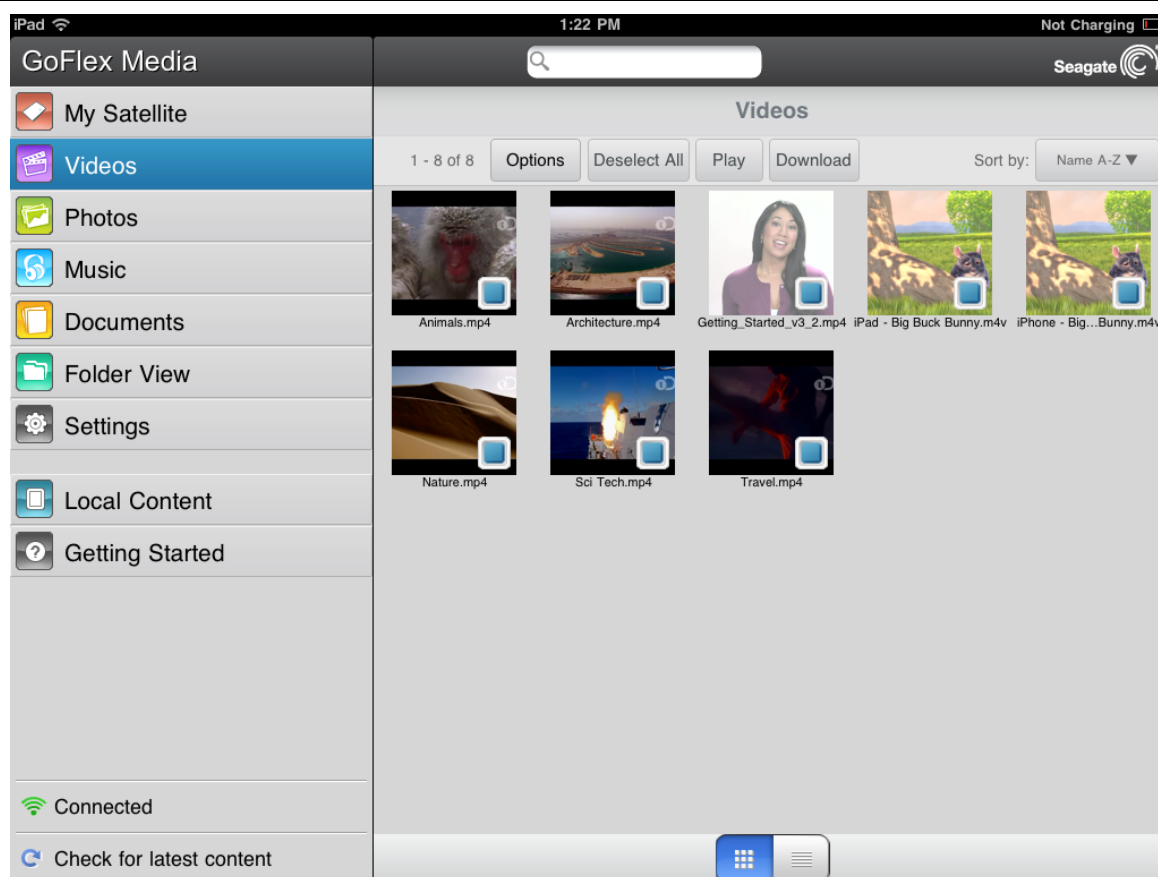 iPad 1:22 PM Not Charging
GoFlex Media
Seagate
My Satellite
Videos
Photos
Music
Documents
Folder View
Settings
Local Content
Getting Started
Connected
Check for latest content
Videos
1 - 8 of 8 Options Deselect All Play Download Sort by: Name A-Z ▼
Animals.mp4 Architecture.mp4 Getting_Started_v3_2.mp4 iPad - Big Buck Bunny.m4v iPhone - Big...Bunny.m4v
Nature.mp4 Sci Tech.mp4 Travel.mp4